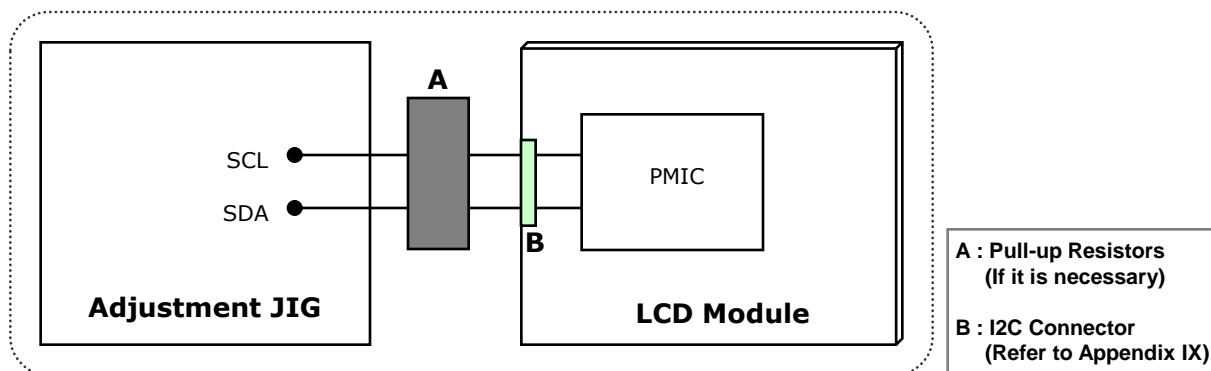 A
SCL
SDA
PMIC
B
Adjustment JIG
LCD Module
A : Pull-up Resistors
(If it is necessary)
B : I2C Connector
(Refer to Appendix IX)